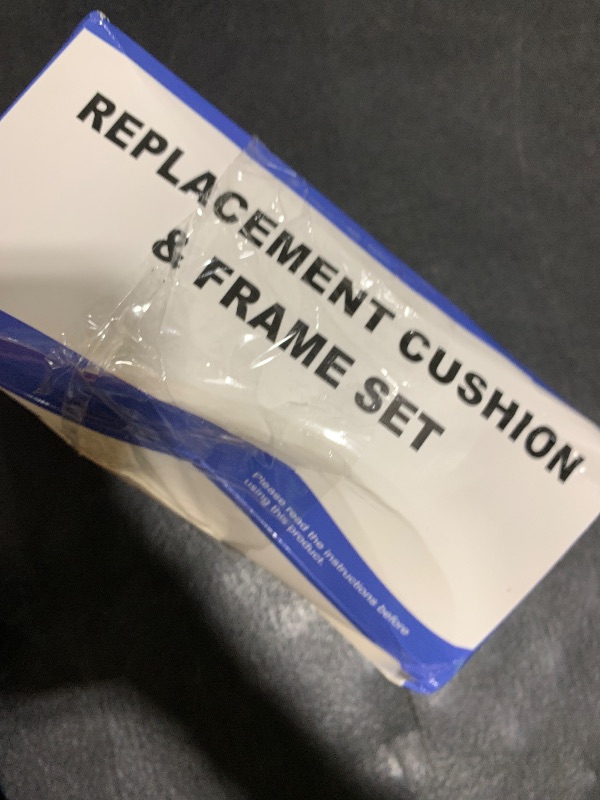 REPLACEMENT CUSHION
& FRAME SET
Please read the instructions before
using this product.